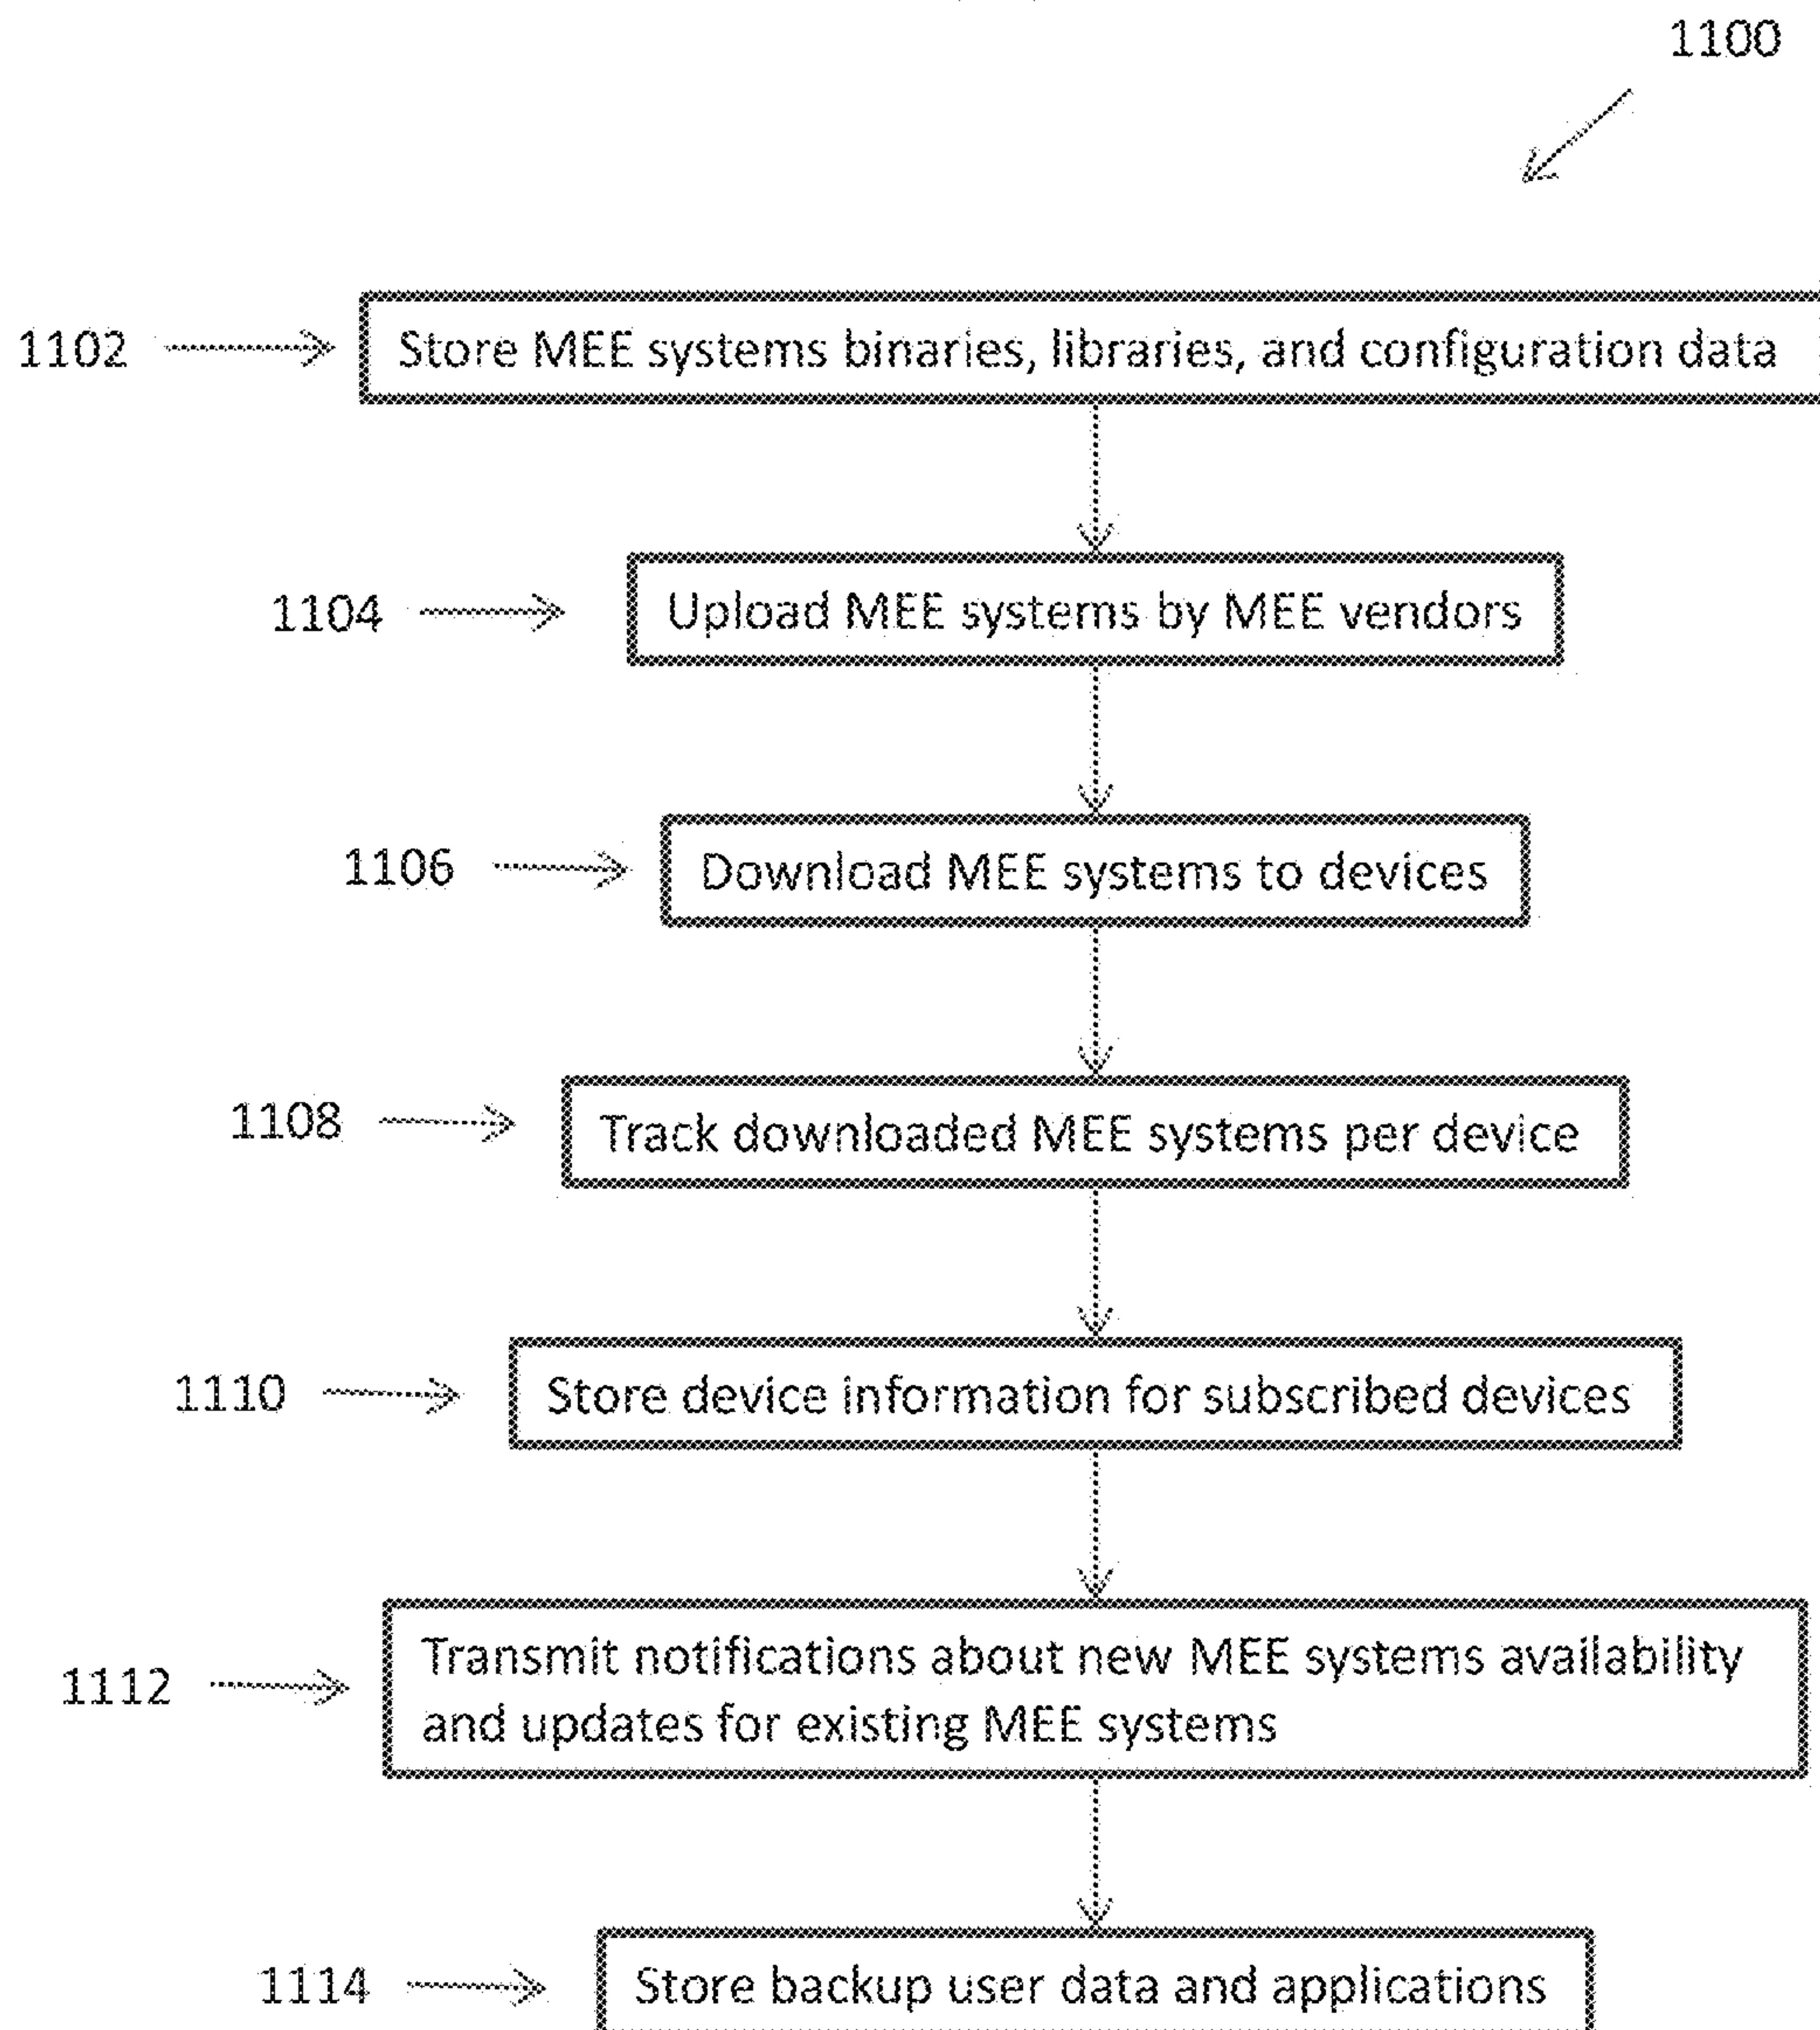 1100
1102 Store MEE systems binaries, libraries, and configuration data
1104 Upload MEE systems by MEE vendors
1106 Download MEE systems to devices
1108 Track downloaded MEE systems per device
1110 Store device information for subscribed devices
Transmit notifications about new MEE systems availability
1112
and updates for existing MEE systems
1114 Store backup user data and applications